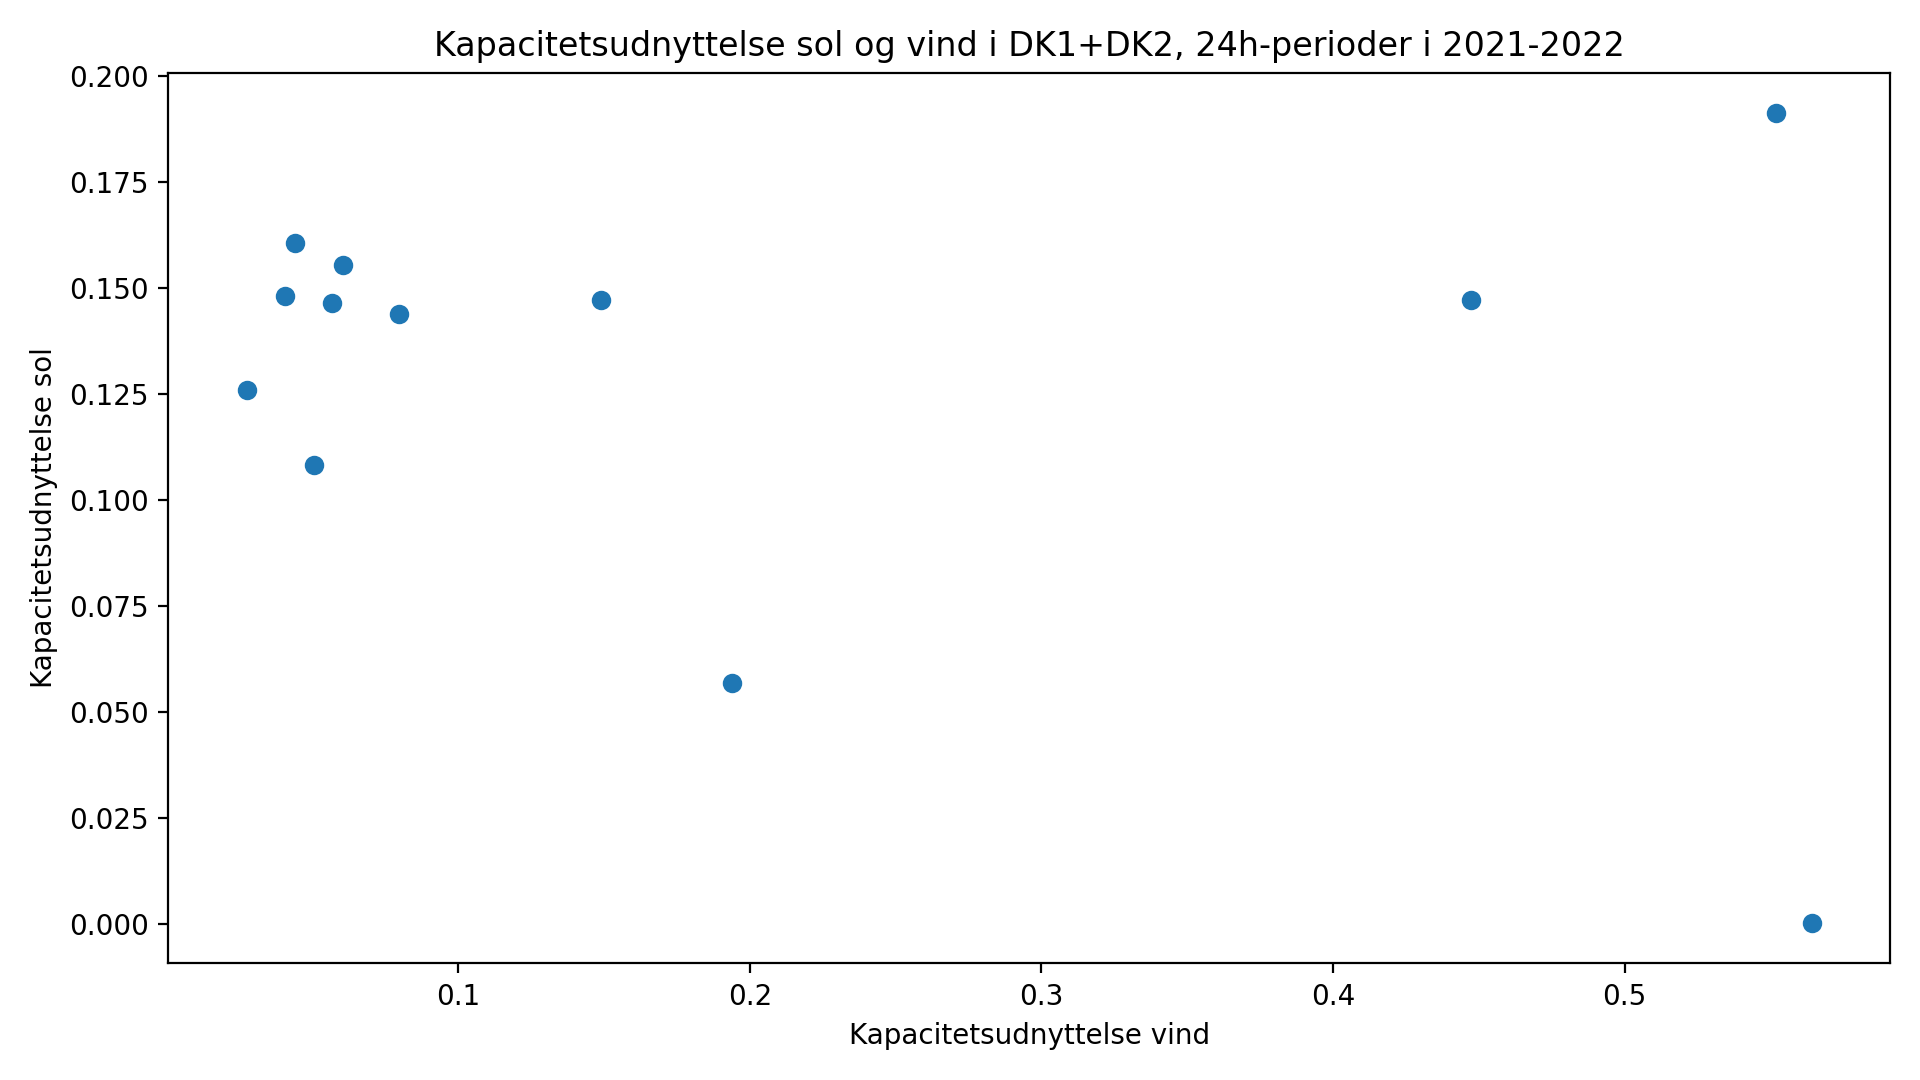 Kapacitetsudnyttelse sol og vind i DK1+DK2, 24h-perioder i 2021-2022
0.200
0.175
0.150
0.125
0.100
0.075
0.050
0.025
0.000
Kapacitetsudnyttelse sol
0.1 0.2 0.3 0.4 0.5
Kapacitetsudnyttelse vind